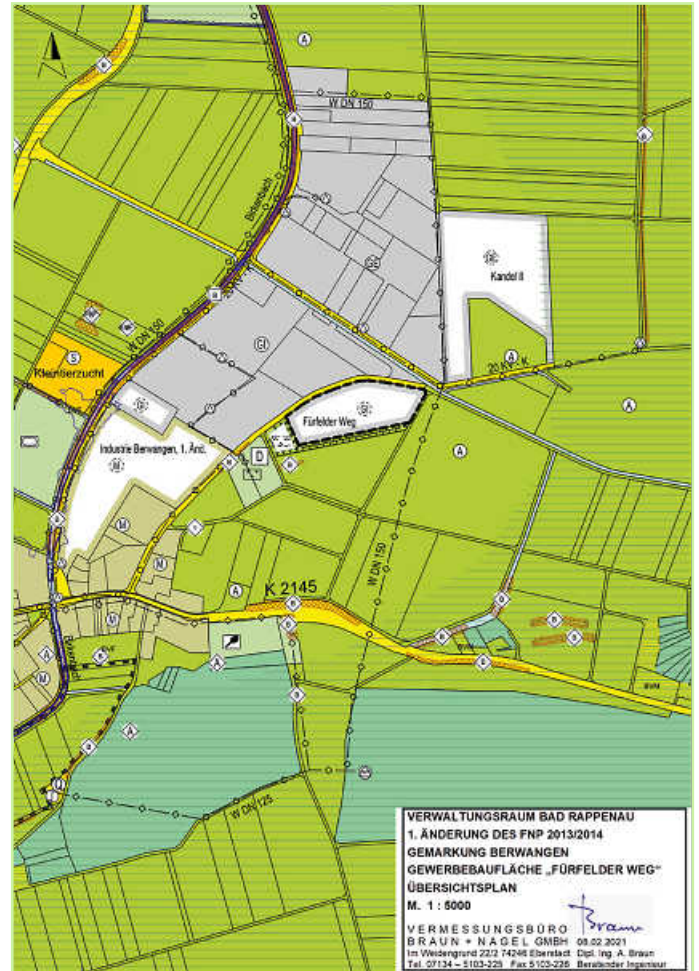 A
W DN 150
Birkenbach
GE
Kandel II
20 KV
W DN 150
S
Kleintierzucht
GI
20 KV - K
A
A
Fürfelder Weg
D
Industrie Berwangen, 1. Änd.
M
A
W DN 150
M
M
A
K 2145
M
A
M
A
A
W DN 125
VERWALTUNGSRAUM BAD RAPPENAU
1. ÄNDERUNG DES FNP 2013/2014
GEMARKUNG BERWANGEN
GEWERBEBAUFLÄCHE „FÜRFELDER WEG“
ÜBERSICHTSPLAN
M. 1 : 5000
VERMESSUNGSBÜRO
BRAUN + NAGEL GMBH 08.02.2021
Im Weidengrund 22/2 74246 Eberstadt Dipl. Ing. A. Braun
Tel. 07134 – 5103-225 Fax 5103-226 Beratender Ingenieur